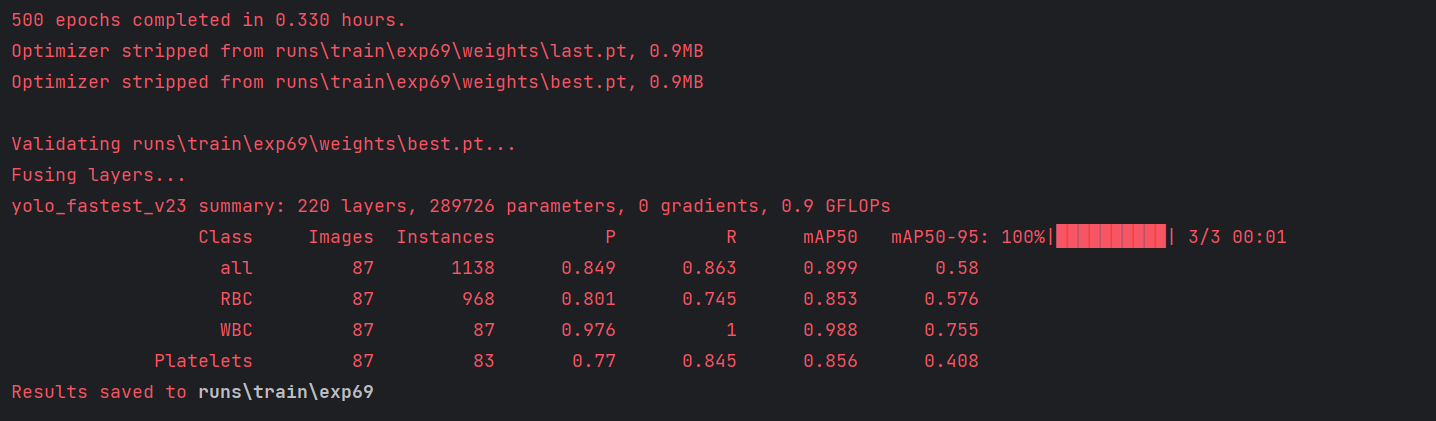 500 epochs completed in 0.330 hours.
Optimizer stripped from runs\train\exp69\weights\last.pt, 0.9MB
Optimizer stripped from runs\train\exp69\weights\best.pt, 0.9MB
Validating runs\train\exp69\weights\best.pt...
Fusing layers...
yolo_fastest_v23 summary: 220 layers, 289726 parameters, 0 gradients, 0.9 GFLOPs
Class Images Instances P R mAP50 mAP50-95: 100%|██████████| 3/3 00:01
all 87 1138 0.849 0.863 0.899 0.58
RBC 87 968 0.801 0.745 0.853 0.576
WBC 87 87 0.976 1 0.988 0.755
Platelets 87 83 0.77 0.845 0.856 0.408
Results saved to runs\train\exp69